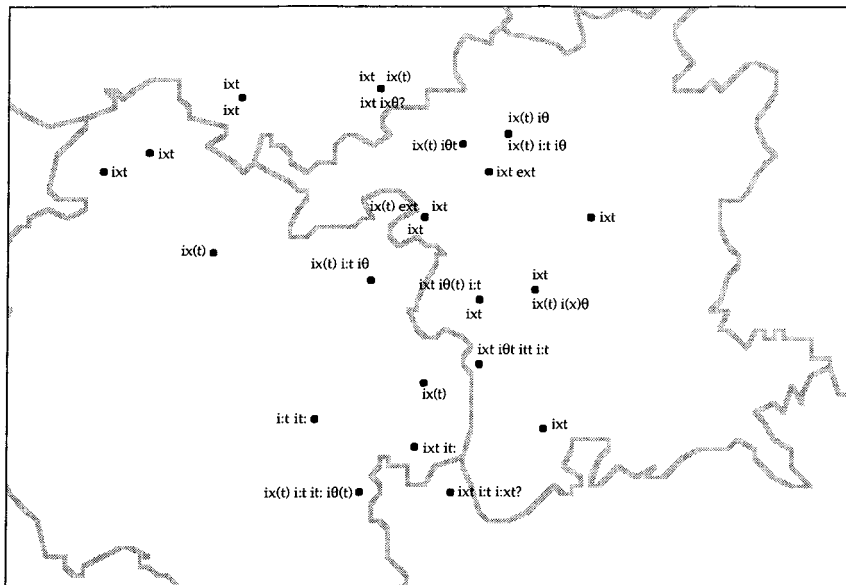 ixt
ixt
ixt ix(t)
ixt ixθ?
ix(t) iθ
ix(t) i:t iθ
ix(t) iθt
ixt
ixt
ixt ext
ix(t) ext ixt
ixt
ixt
ix(t)
ix(t) i:t iθ
ixt iθ(t) i:t
ixt
ixt
ix(t) i(x)θ
ixt iθt itt i:t
ix(t)
i:t it:
ixt
ixt it:
ix(t) i:t it: iθ(t)
ixt i:t i:xt?